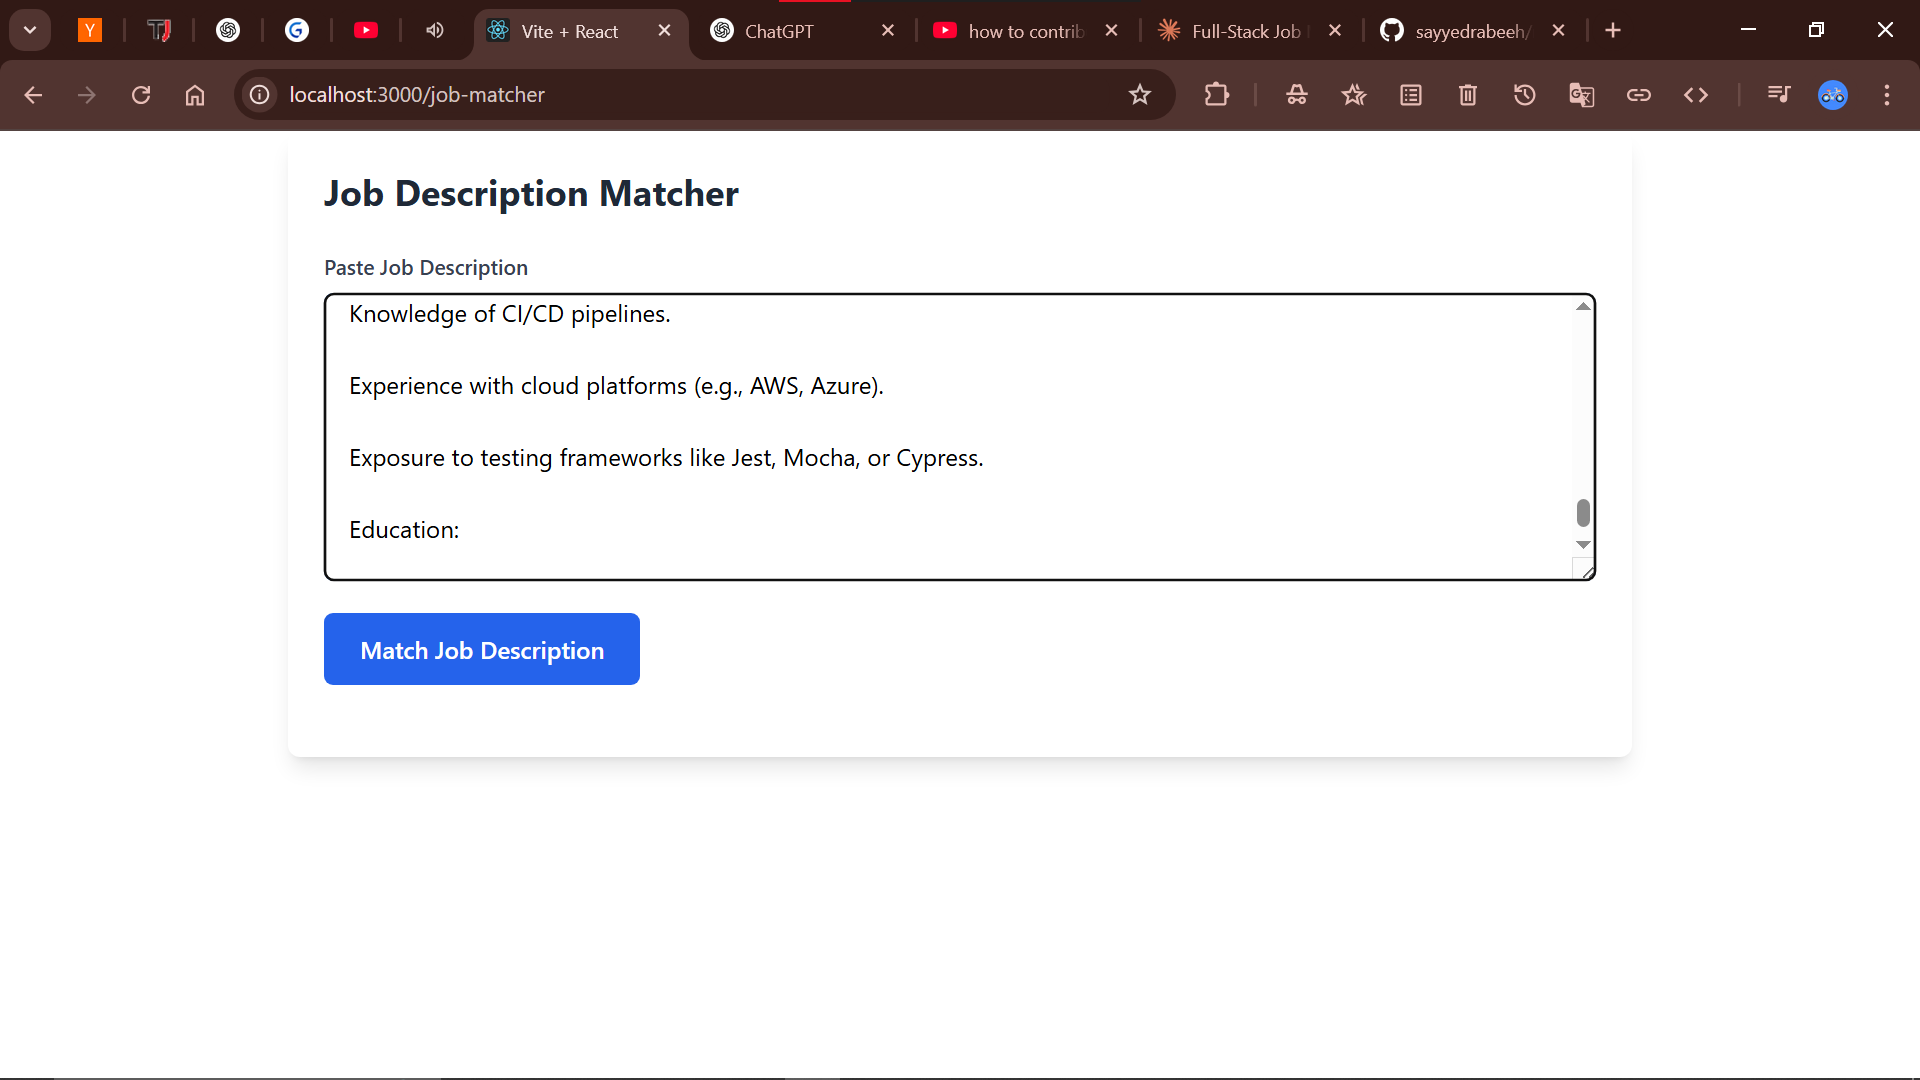 Vite + React
ChatGPT
how to contrib
Full-Stack Job
sayyedrabeeh/
localhost:3000/job-matcher
Job Description Matcher
Paste Job Description
Knowledge of CI/CD pipelines.
Experience with cloud platforms (e.g., AWS, Azure).
Exposure to testing frameworks like Jest, Mocha, or Cypress.
Education:
Match Job Description